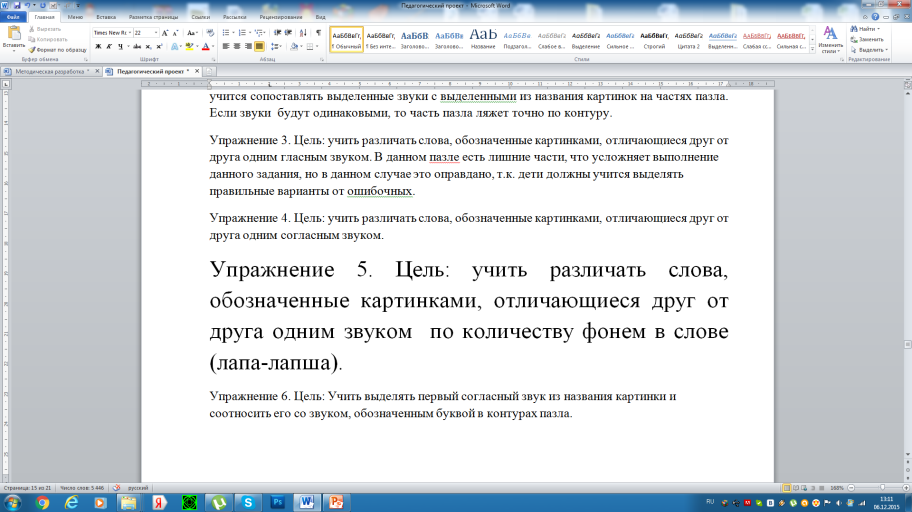 Педагогический проект - Microsoft Word
Файл Главная Меню Вставка Разметка страницы Ссылки Рассылки Рецензирование Вид
Вставить
Вырезать
Копировать
Формат по образцу
Буфер обмена
Times New Ro 22
Шрифт
Абзац
АаБбВвГг, АаБбВвГг, АаБбВ АаБбВв АаБ АаБбВв АаБбВвГг АаБбВвГг АаБбВвГг АаБбВвГг, АаБбВвГг АаБбВвГг
¶ Обычный ¶ Без инте... Заголово... Заголово... Название Подзагол... Слабое в... Выделение Сильное ... Строгий Цитата 2 Выделенн... Слабая сс... Сильная с...
Стили
Изменить стили
Найти
Заменить
Выделить
Редактирование
Методическая разработка * Педагогический проект *
учится сопоставлять выделенные звуки с выделенными из названия картинок на частях пазла.
Если звуки будут одинаковыми, то часть пазла ляжет точно по контуру.
Упражнение 3. Цель: учить различать слова, обозначенные картинками, отличающиеся друг от
друга одним гласным звуком. В данном пазле есть лишние части, что усложняет выполнение
данного задания, но в данном случае это оправдано, т.к. дети должны учится выделять
правильные варианты от ошибочных.
Упражнение 4. Цель: учить различать слова, обозначенные картинками, отличающиеся друг от
друга одним согласным звуком.
Упражнение 5. Цель: учить различать слова,
обозначенные картинками, отличающиеся друг от
друга одним звуком по количеству фонем в слове
(лапа-лапша).
Упражнение 6. Цель: Учить выделять первый согласный звук из названия картинки и
соотносить его со звуком, обозначенным буквой в контурах пазла.
Страница: 15 из 21 Число слов: 5 446 русский 168%
RU 13:11
06.12.2015